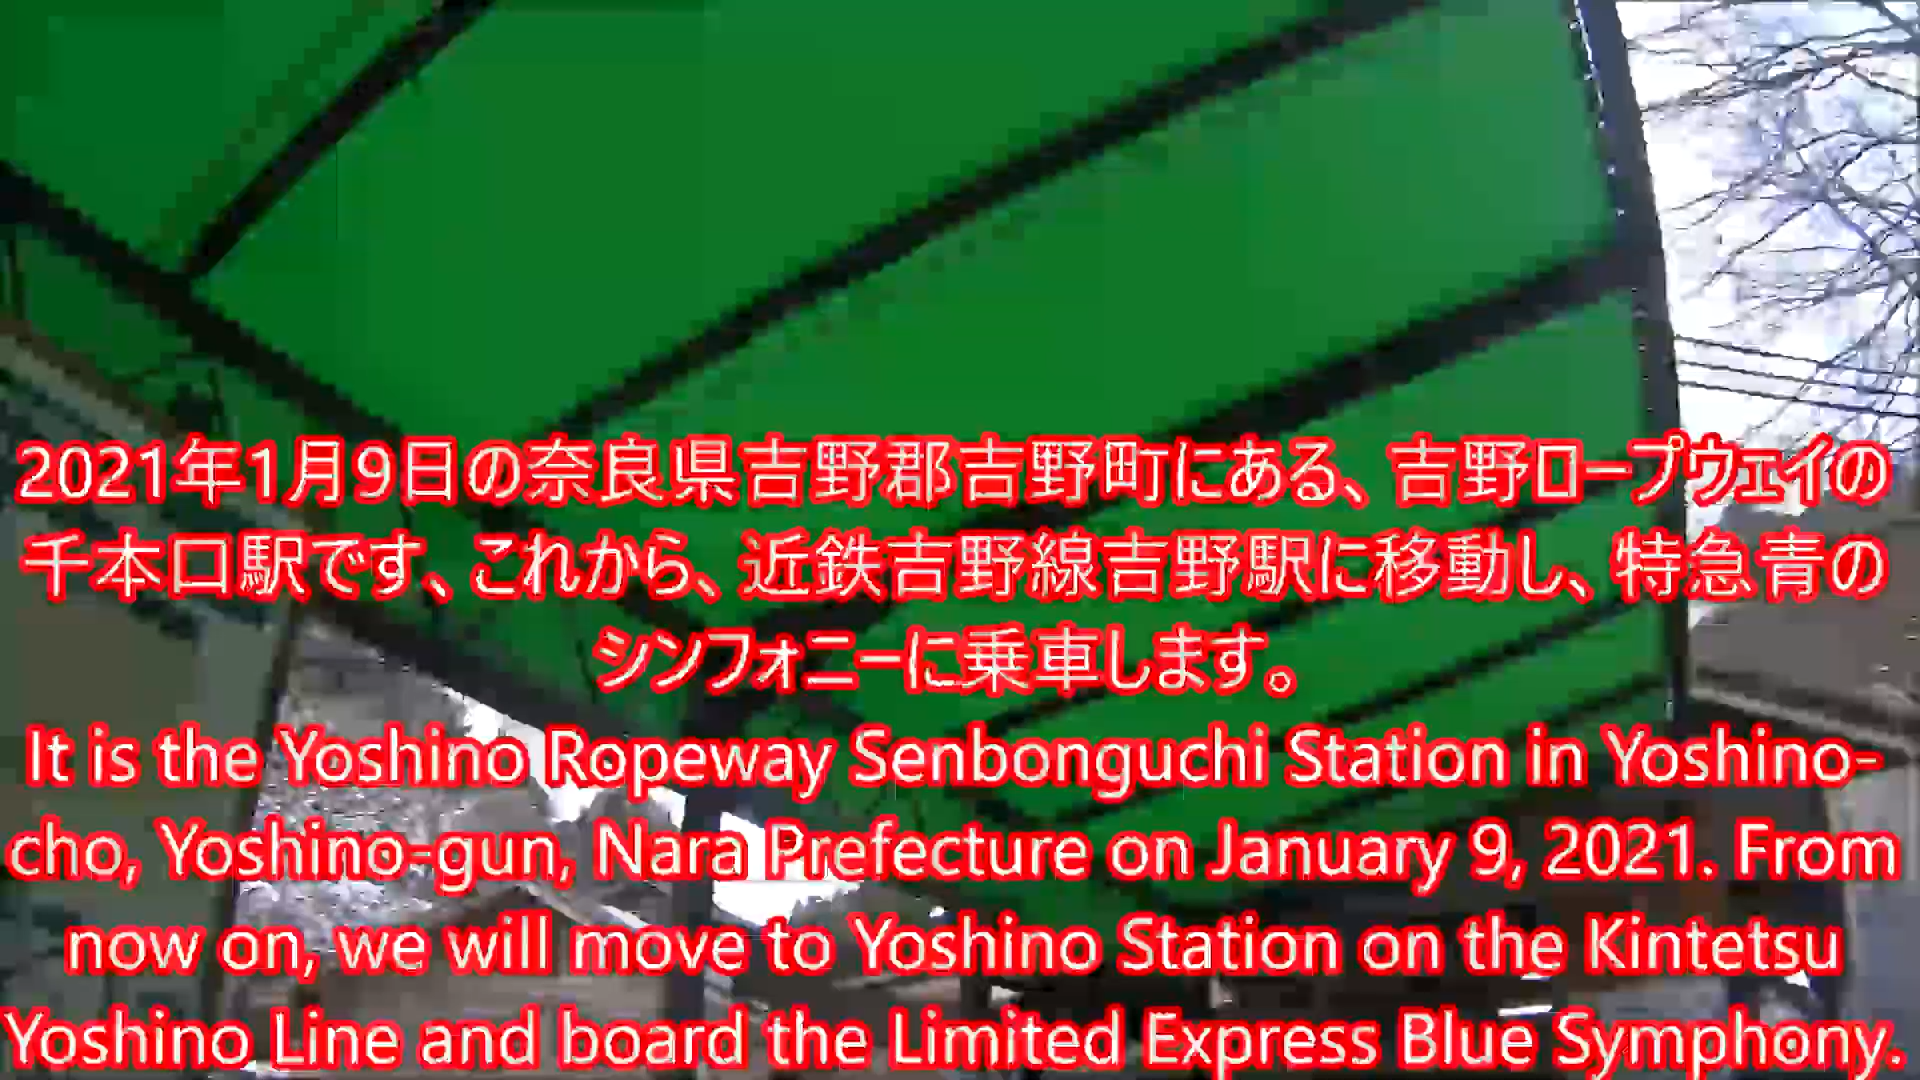 2021年1月9日の奈良県吉野郡吉野町にある、吉野ロープウェイの
千本口駅です、これから、近鉄吉野線吉野駅に移動し、特急青の
シンフォニーに乗車します。
It is the Yoshino Ropeway Senbonguchi Station in Yoshino-
cho, Yoshino-gun, Nara Prefecture on January 9, 2021. From
now on, we will move to Yoshino Station on the Kintetsu
Yoshino Line and board the Limited Express Blue Symphony.